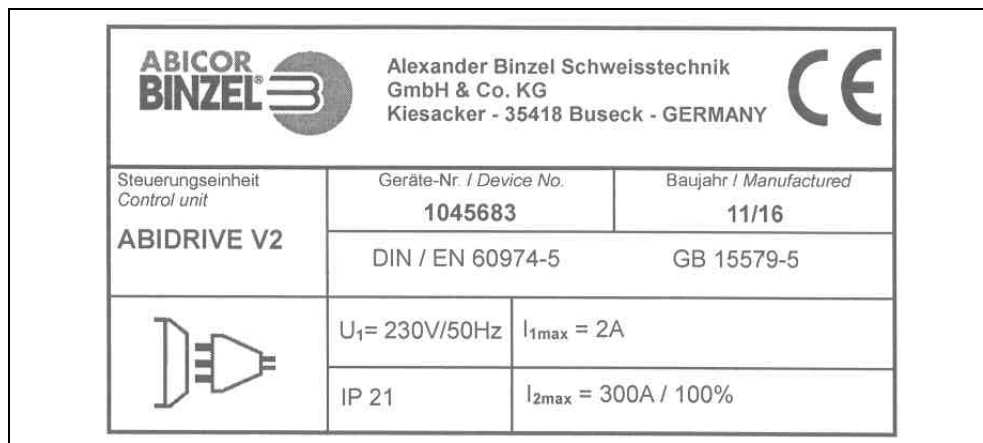 ABICOR
BINZEL®
Alexander Binzel Schweisstechnik
GmbH & Co. KG
Kiesacker - 35418 Buseck - GERMANY
CE
Steuerungseinheit
Control unit
ABIDRIVE V2
Geräte-Nr. / Device No.
1045683
Baujahr / Manufactured
11/16
DIN / EN 60974-5
GB 15579-5
U₁= 230V/50Hz
I₁max = 2A
IP 21
I₂max = 300A / 100%